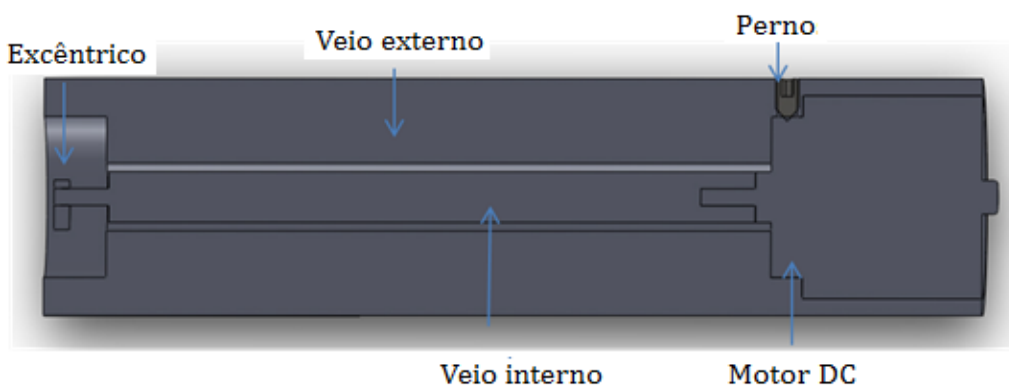 Excêntrico
Veio externo
Perno
Veio interno
Motor DC